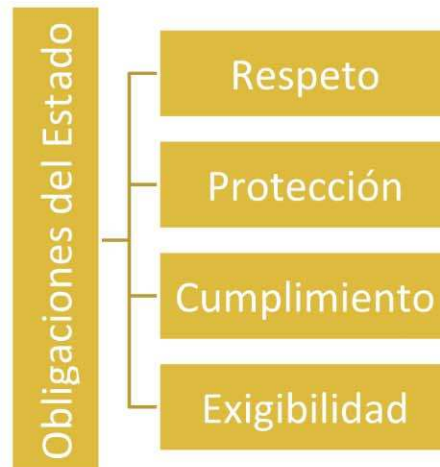 Obligaciones del Estado
Respeto
Protección
Cumplimiento
Exigibilidad